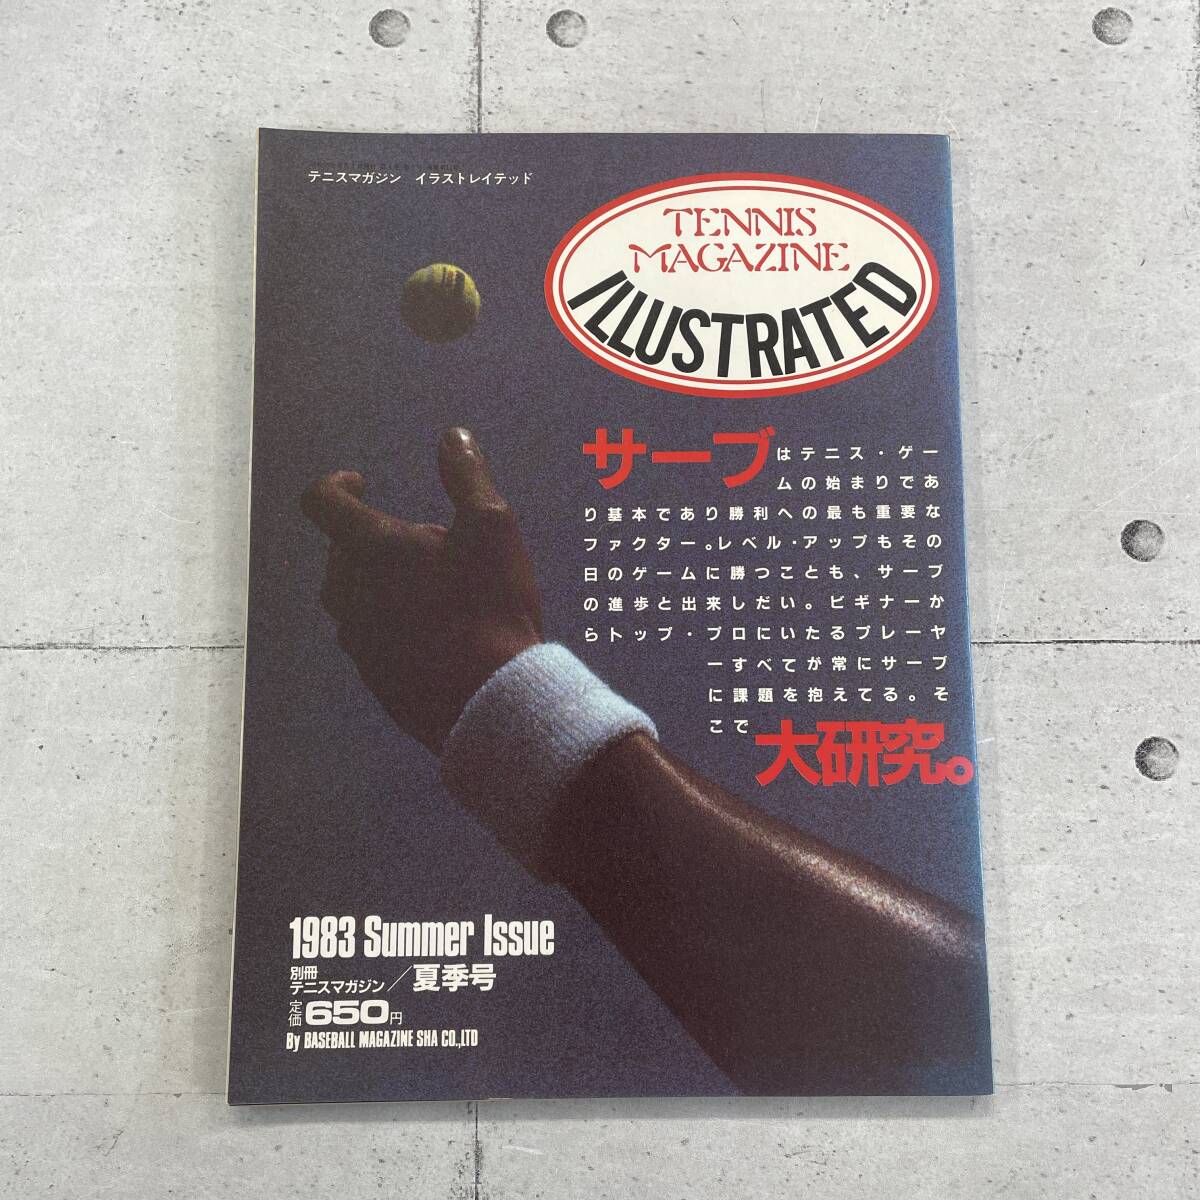 テニスマガジン イラストレイテッド
TENNIS
MAGAZINE
ILLUSTRATED
サーブはテニス・ゲー
ムの始まりであ
り基本であり勝利への最も重要な
ファクター。レベル・アップもその
日のゲームに勝つことも、サーブ
の進歩と出来しだい。ビギナーか
らトップ・プロにいたるプレーヤ
ーすべてが常にサーブ
に課題を抱えてる。そ
こで大研究。
1983 Summer Issue
別冊
テニスマガジン／夏季号
定価650円
By BASEBALL MAGAZINE SHA CO.,LTD